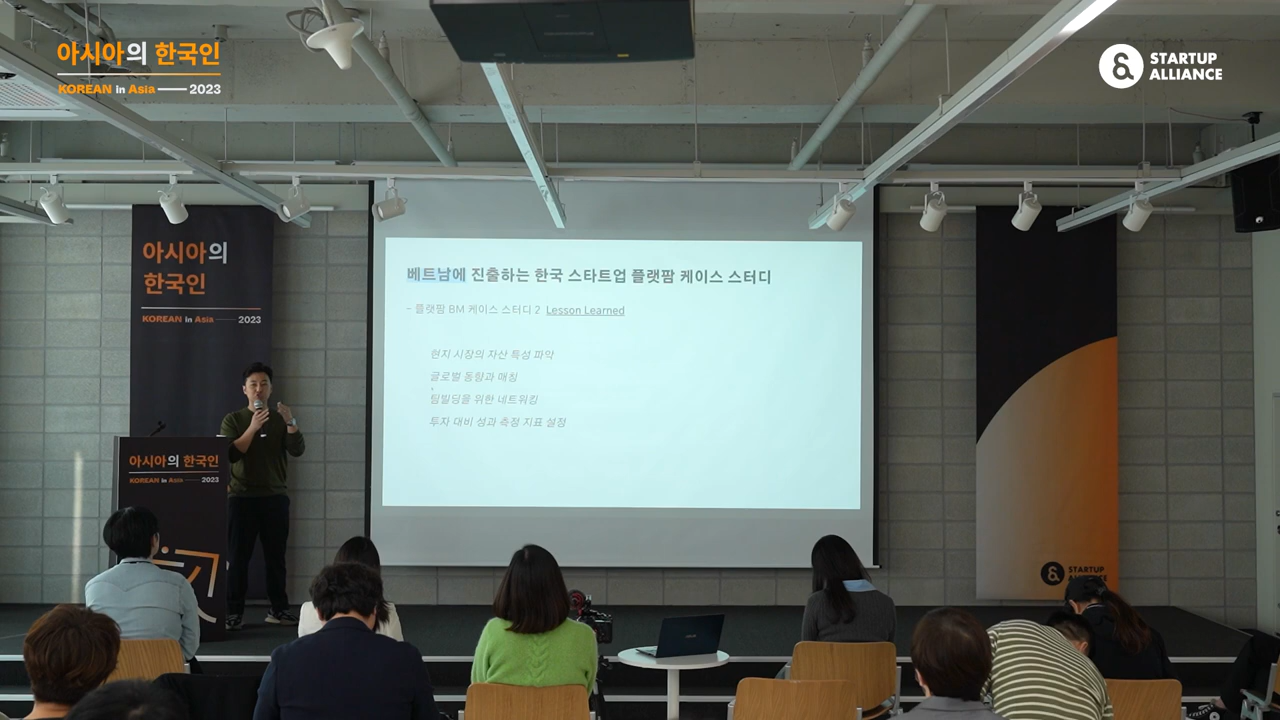 아시아의 한국인
KOREAN in Asia 2023
STARTUP
ALLIANCE
아시아의
한국인
KOREAN in Asia 2023
베트남에 진출하는 한국 스타트업 플랫팜 케이스 스터디
- 플랫팜 BM 케이스 스터디 2 Lesson Learned
현지 시장의 자산 특성 파악
글로벌 동향과 매칭
팀빌딩을 위한 네트워킹
투자 대비 성과 측정 지표 설정
아시아의 한국인
KOREAN in Asia 2023
STARTUP